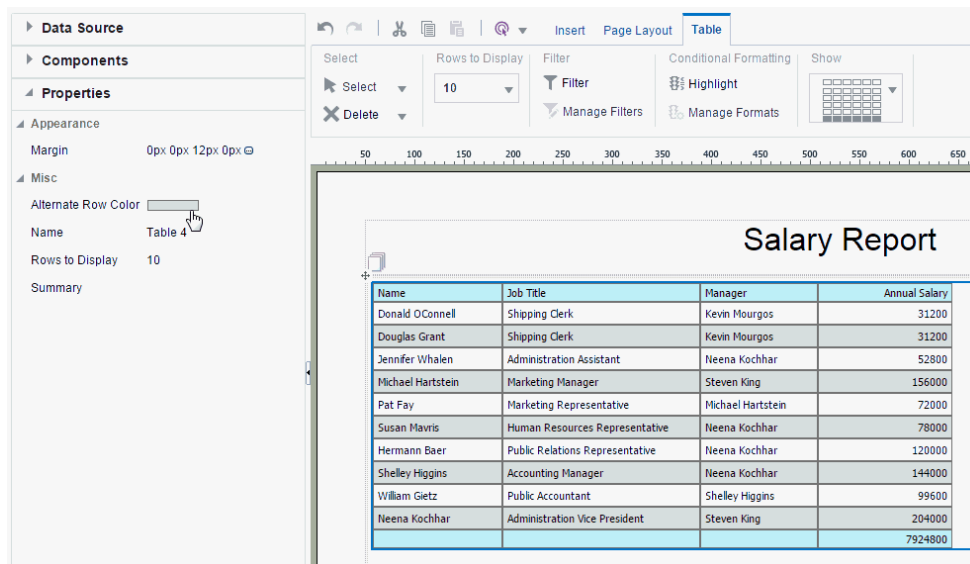 Data Source
Components
Properties
Appearance
Margin 0px 0px 12px 0px
Misc
Alternate Row Color
Name Table 4
Rows to Display 10
Summary
Insert Page Layout Table
Select Rows to Display Filter Conditional Formatting Show
Select 10 Filter Highlight
Delete Manage Filters Manage Formats
50 100 150 200 250 300 350 400 450 500 550 600 650
Salary Report
Name Job Title Manager Annual Salary
Donald OConnell Shipping Clerk Kevin Mourgos 31200
Douglas Grant Shipping Clerk Kevin Mourgos 31200
Jennifer Whalen Administration Assistant Neena Kochhar 52800
Michael Hartstein Marketing Manager Steven King 156000
Pat Fay Marketing Representative Michael Hartstein 72000
Susan Mavris Human Resources Representative Neena Kochhar 78000
Hermann Baer Public Relations Representative Neena Kochhar 120000
Shelley Higgins Accounting Manager Neena Kochhar 144000
William Gietz Public Accountant Shelley Higgins 99600
Neena Kochhar Administration Vice President Steven King 204000
7924800